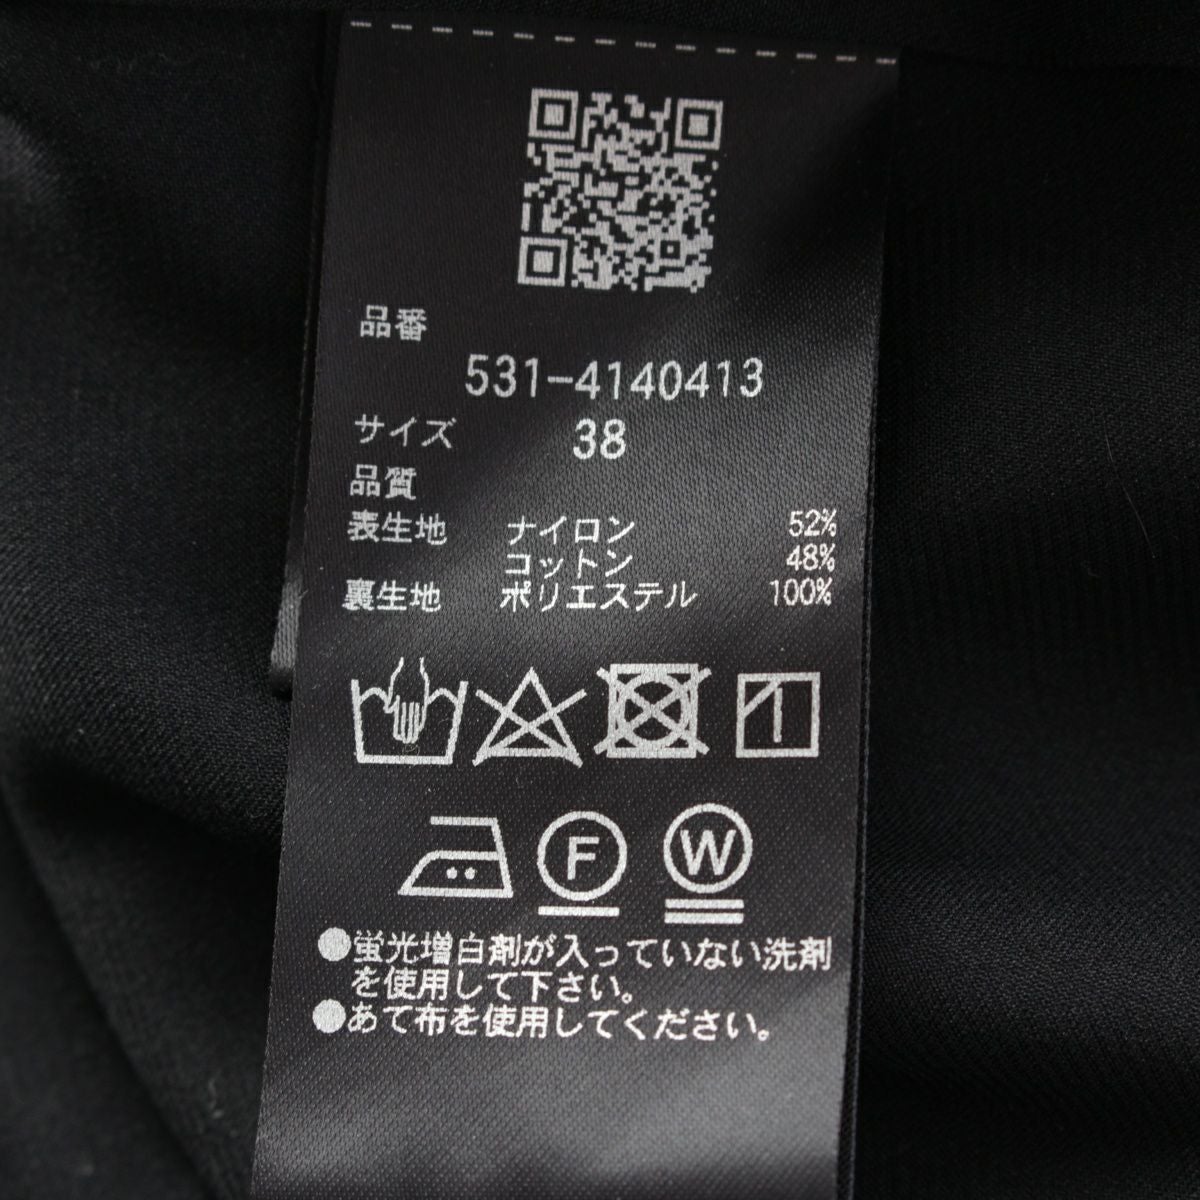 品番
531-4140413
サイズ 38
品質
表生地 ナイロン 52%
コットン 48%
裏生地 ポリエステル 100%
1
F W
●蛍光増白剤が入っていない洗剤
を使用して下さい。
●あて布を使用してください。